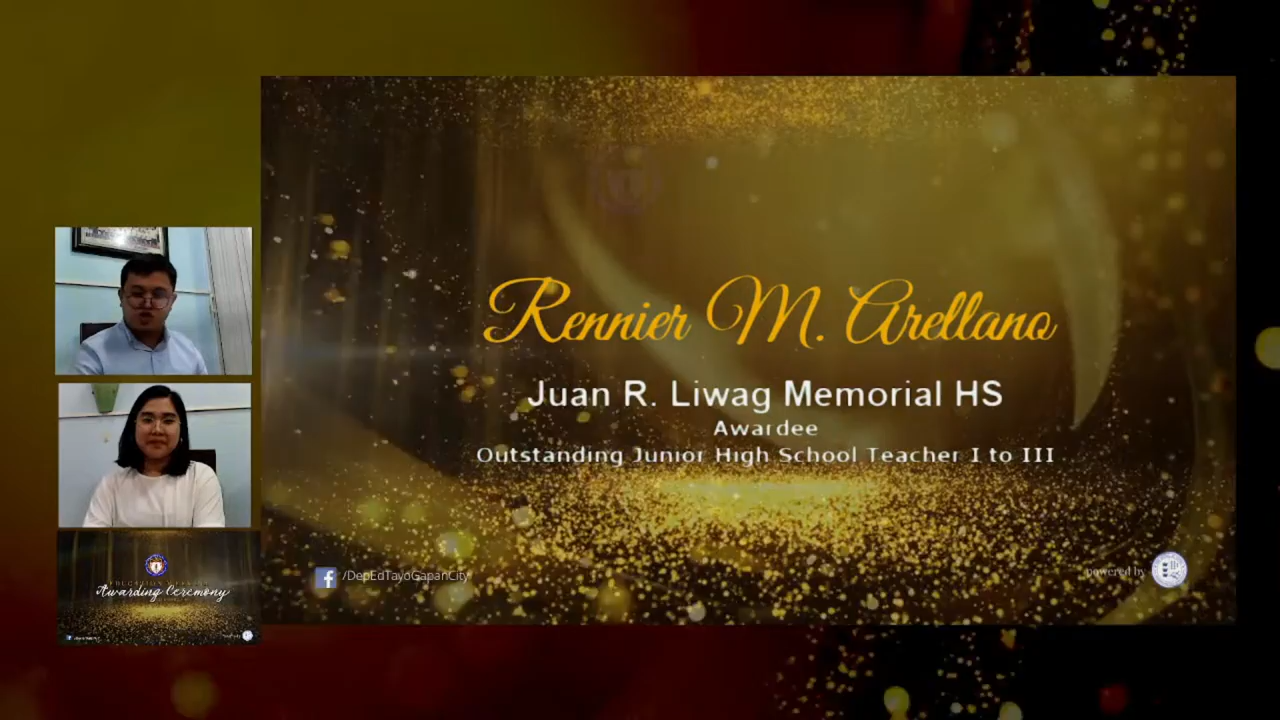 Rennier M. Arellano
Juan R. Liwag Memorial HS
Awardee
Outstanding Junior High School Teacher I to III
/DepEdTayoGapanCity
powered by
Awarding Ceremony